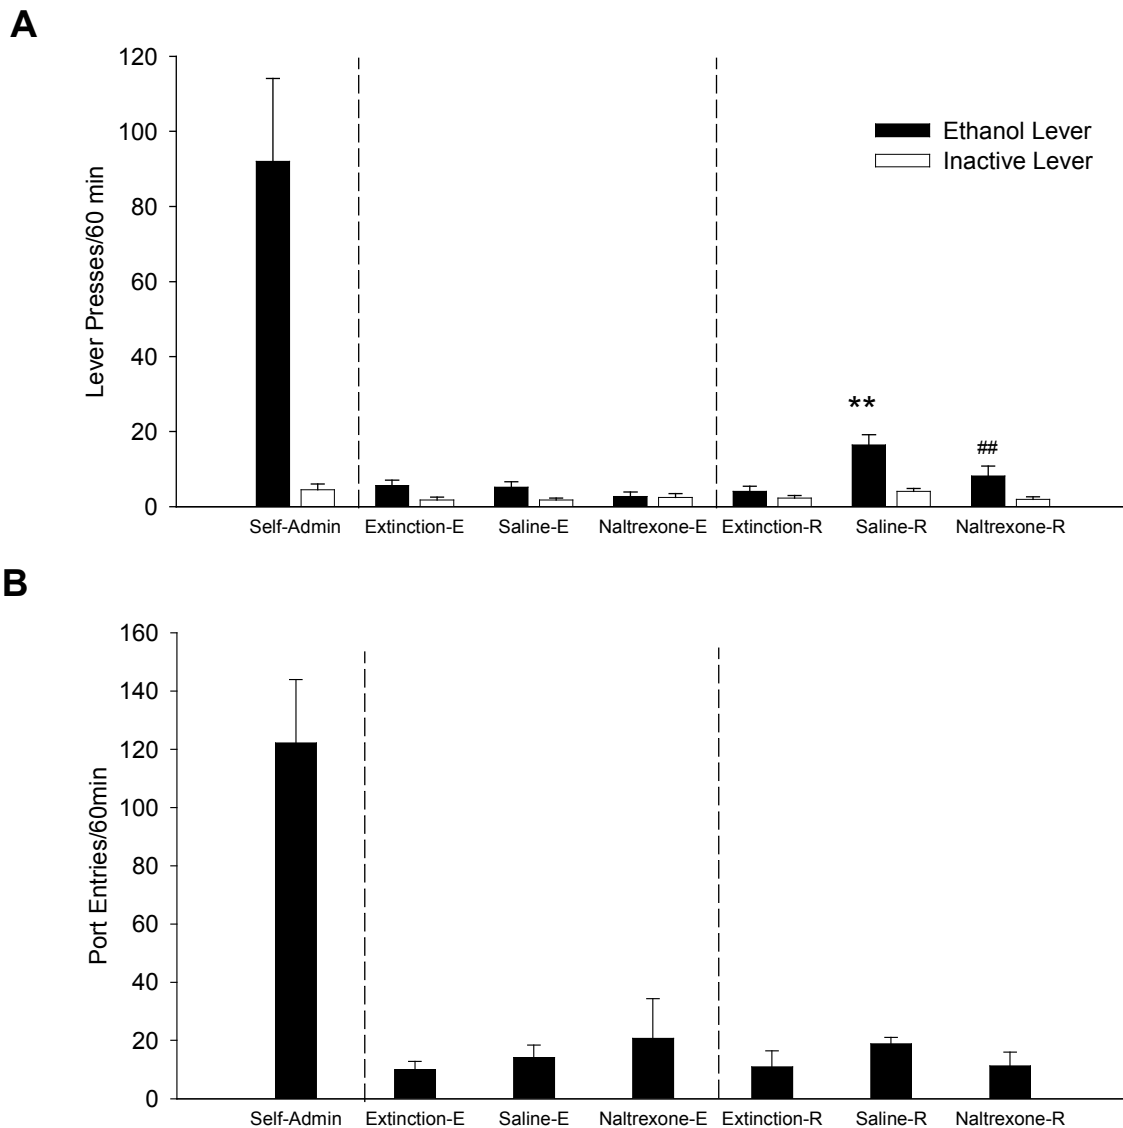 A
120
100
80
60
40
20
0
Lever Presses/60 min
Ethanol Lever
Inactive Lever
**
##
Self-Admin Extinction-E Saline-E Naltrexone-E Extinction-R Saline-R Naltrexone-R
B
160
140
120
100
80
60
40
20
0
Port Entries/60min
Self-Admin Extinction-E Saline-E Naltrexone-E Extinction-R Saline-R Naltrexone-R